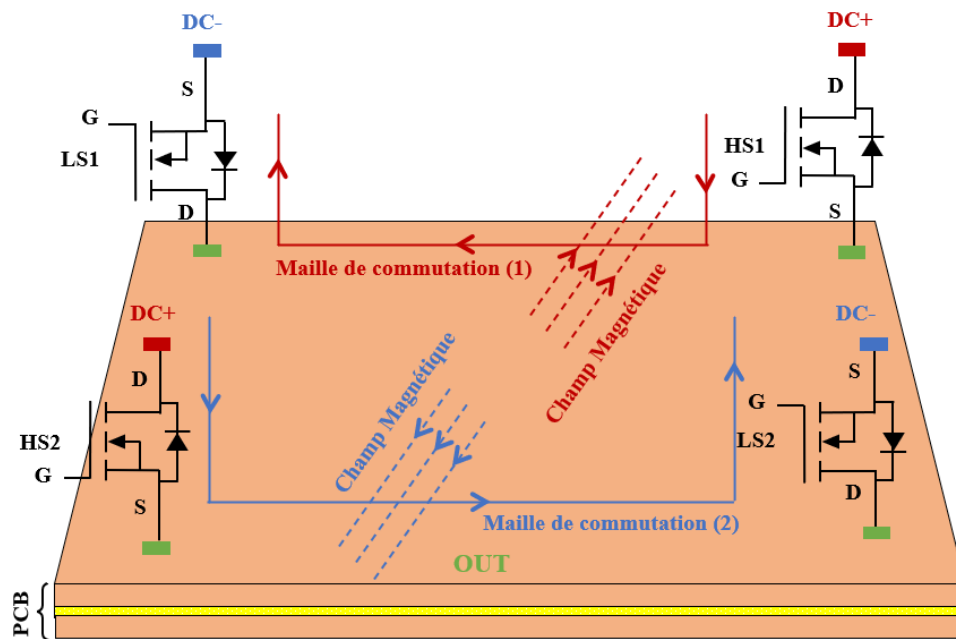 DC-
DC+
S
D
G
LS1
HS1
G
D
S
Maille de commutation (1)
Champ Magnétique
DC+
DC-
Champ Magnétique
D
S
G
HS2
LS2
G
S
D
Maille de commutation (2)
OUT
PCB